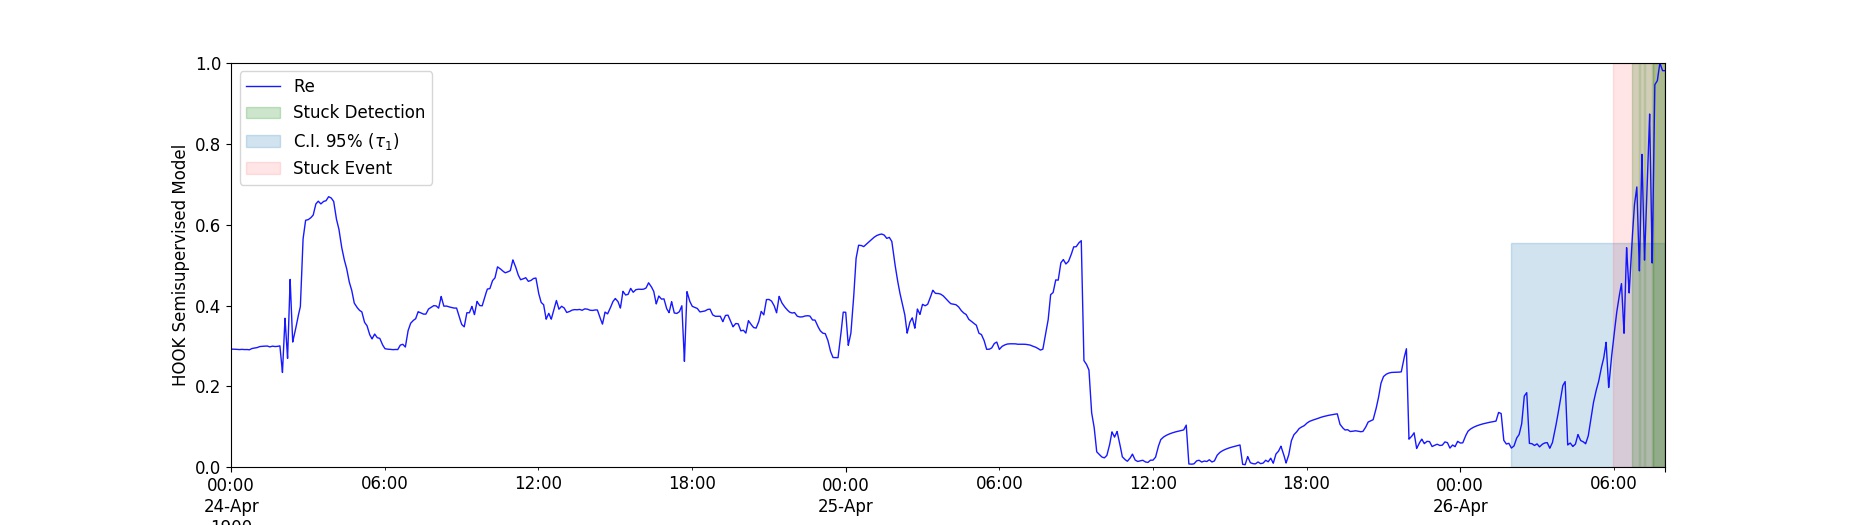 HOOK Semisupervised Model
1.0
0.8
0.6
0.4
0.2
0.0
Re
Stuck Detection
C.I. 95% (τ₁)
Stuck Event
00:00 06:00 12:00 18:00 00:00 06:00 12:00 18:00 00:00 06:00
24-Apr 25-Apr 26-Apr
1900